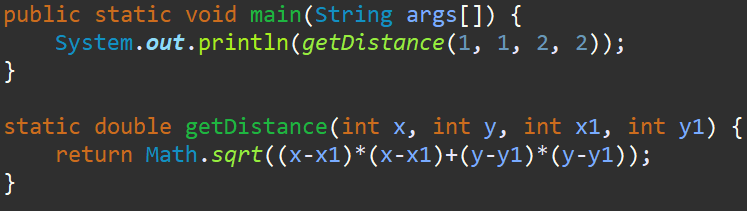 public static void main(String args[]) {
    System.out.println(getDistance(1, 1, 2, 2));
}

static double getDistance(int x, int y, int x1, int y1) {
    return Math.sqrt((x-x1)*(x-x1)+(y-y1)*(y-y1));
}